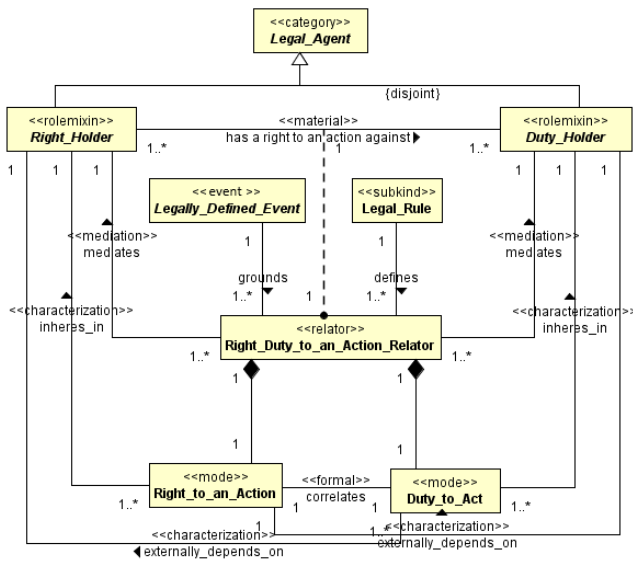 <<category>>
Legal_Agent
{disjoint}
<<rolemixin>>
Right_Holder
<<material>>
has a right to an action against
<<rolemixin>>
Duty_Holder
1..*
1
1..*
1
1
1
1
1
1
<<event >>
Legally_Defined_Event
<<subkind>>
Legal_Rule
<<mediation>>
mediates
1
1
<<mediation>>
mediates
grounds
defines
1..*
1
1..*
<<characterization>>
inheres_in
<<characterization>>
inheres_in
<<relator>>
Right_Duty_to_an_Action_Relator
1..*
1..*
1
1
1
1
<<mode>>
Right_to_an_Action
<<formal>>
correlates
<<mode>>
Duty_to_Act
1..*
1
1
1..*
1
1..*
<<characterization>>
externally_depends_on
<<characterization>>
externally_depends_on